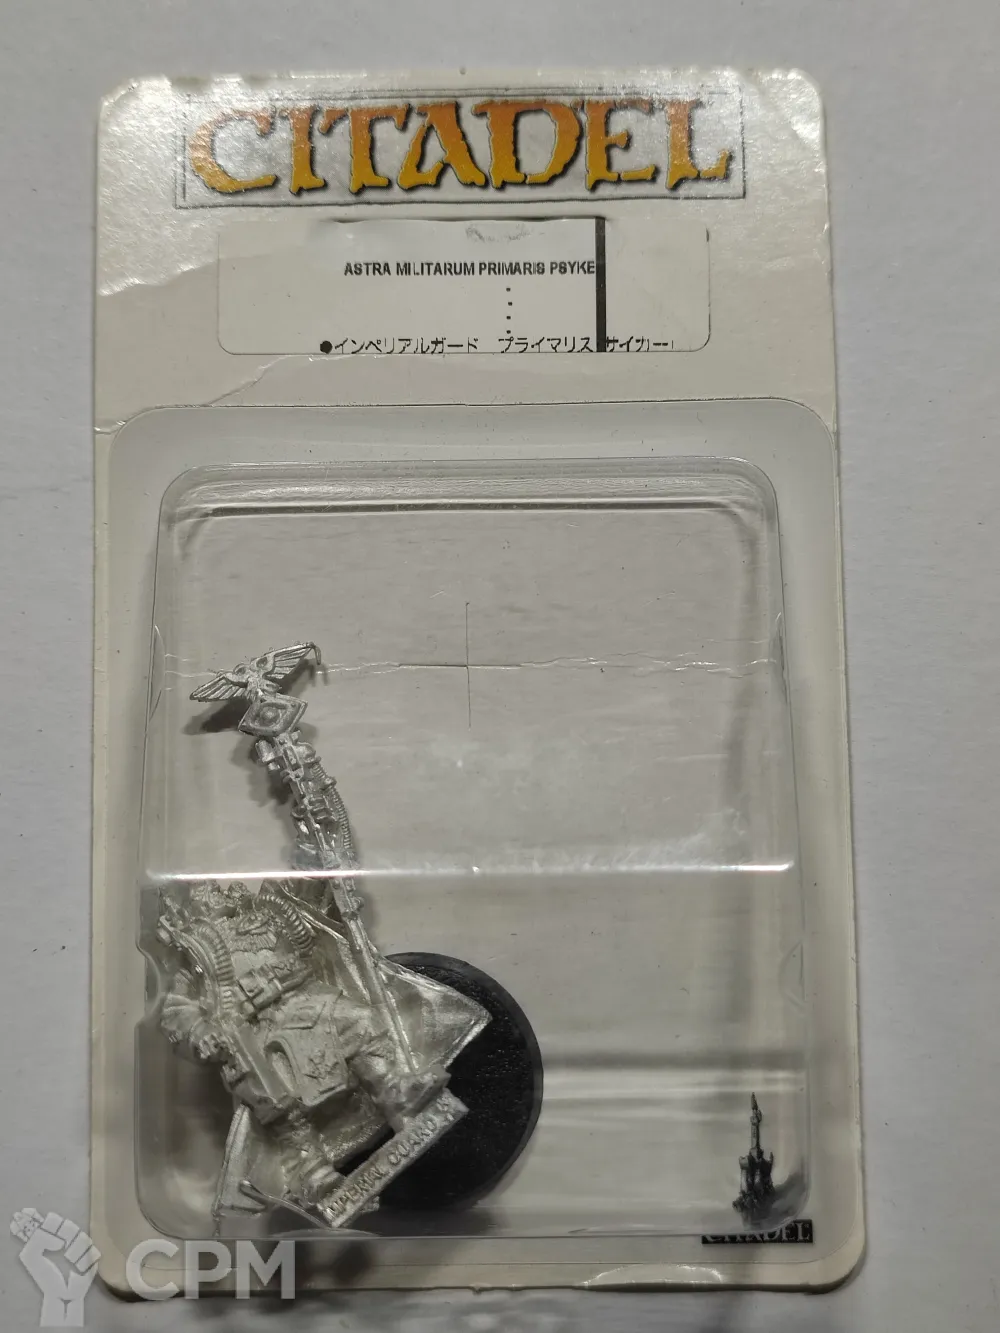 CITADEL
ASTRA MILITARUM PRIMARIS PSYKE
●インペリアルガード プライマリス サイカー
IMPERIAL GUARD
CITADEL
CPM